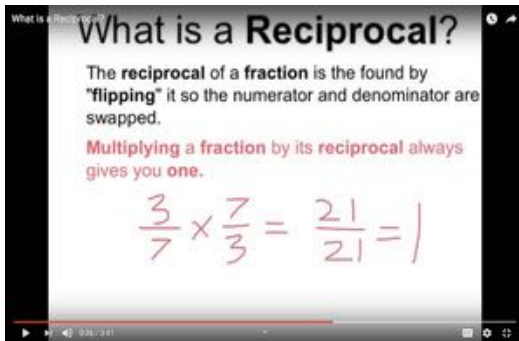 What is a Reciprocal?
What is a Reciprocal?
The reciprocal of a fraction is the found by
"flipping" it so the numerator and denominator are
swapped.
Multiplying a fraction by its reciprocal always
gives you one.
3/7 × 7/3 = 21/21 = 1